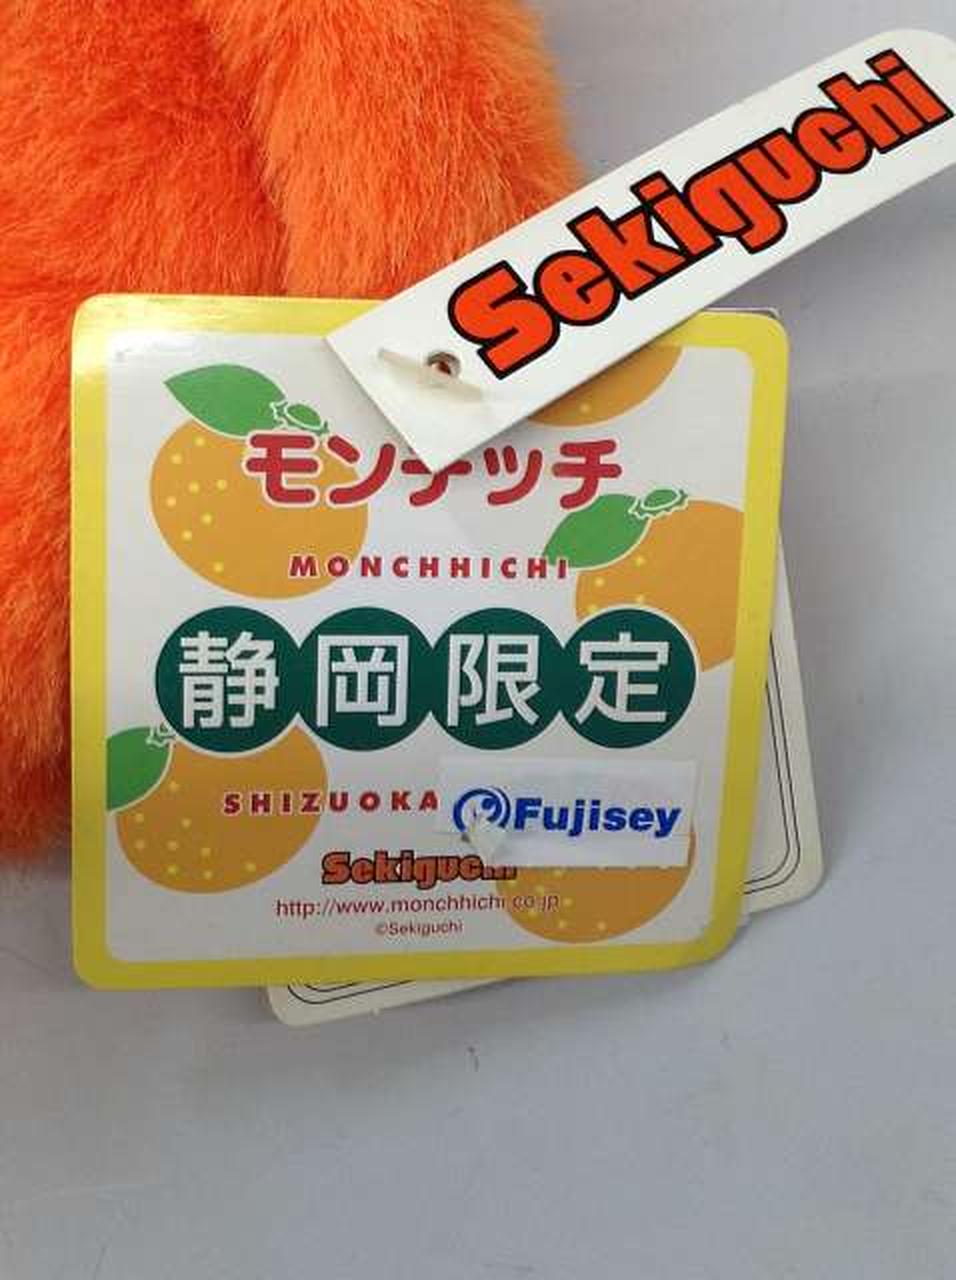 Sekiguchi
モンチッチ
MONCHHICHI
静岡限定
SHIZUOKA
Fujisey
Sekiguchi
http://www.monchhichi.co.jp
©Sekiguchi